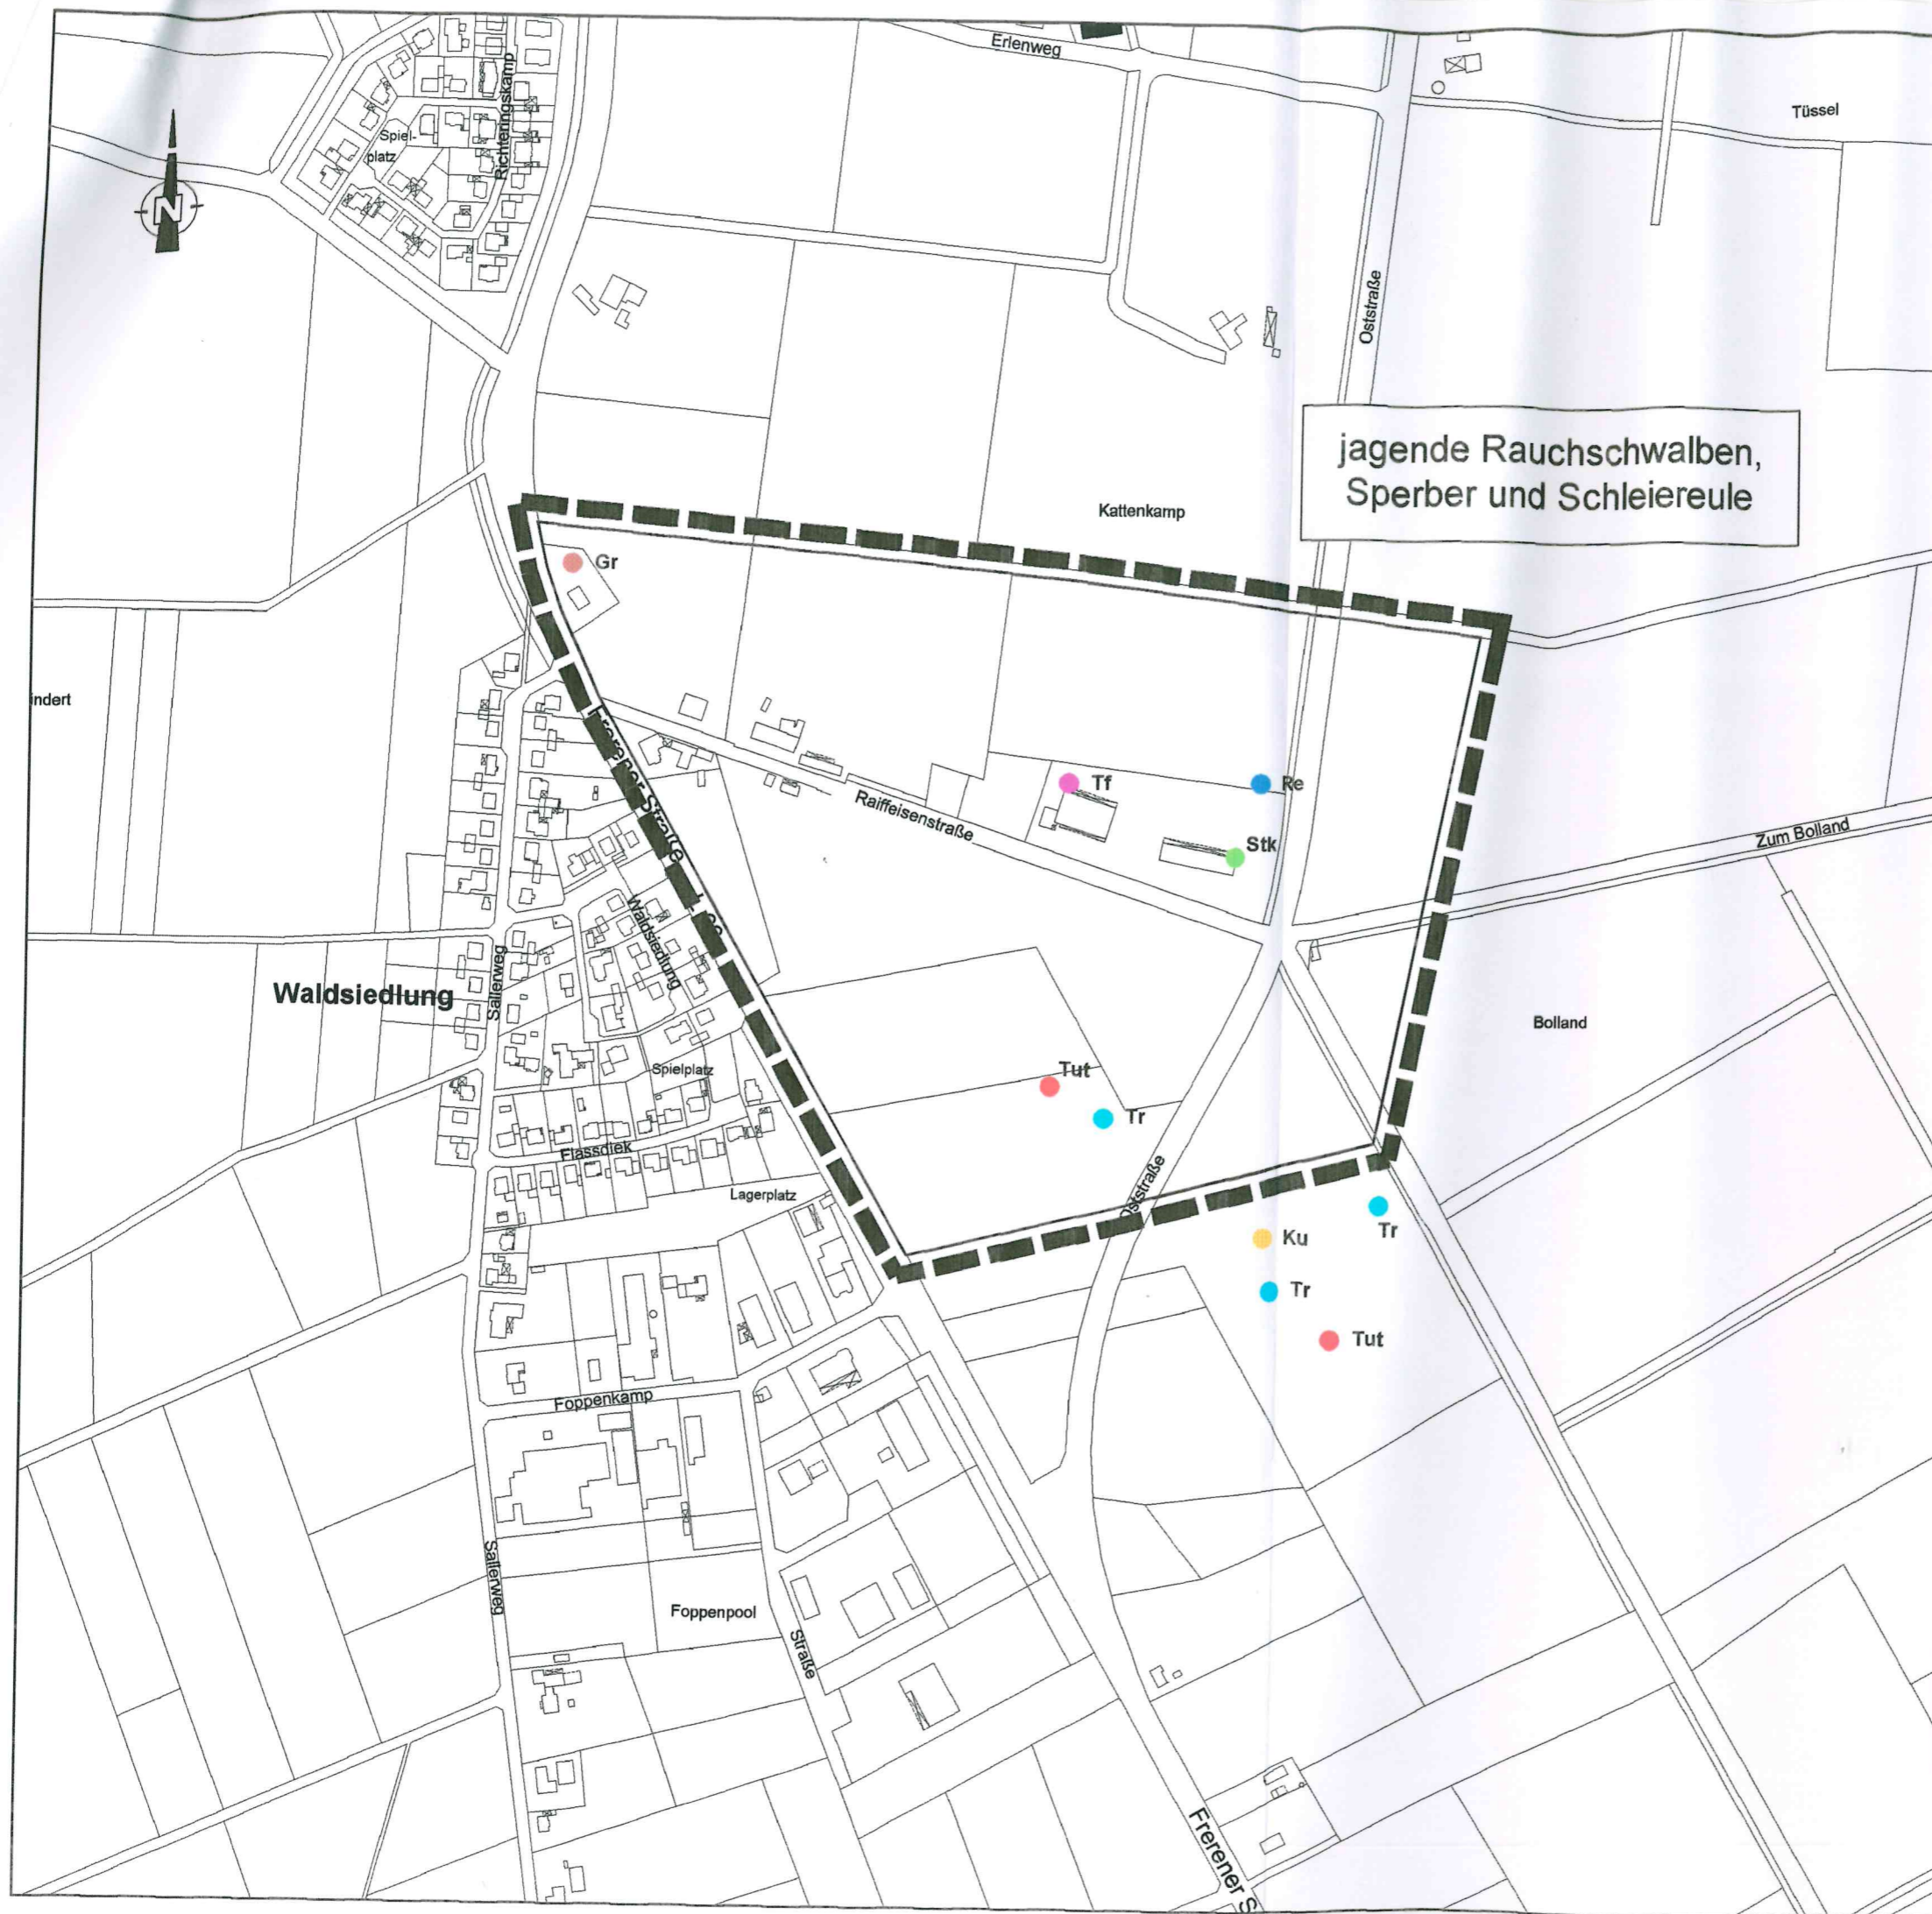 Erlenweg
Tüssel
Richteringskamp
Spiel-
platz
N
Oststraße
jagende Rauchschwalben,
Sperber und Schleiereule
Kattenkamp
Gr
indert
Frerener Straße
Tf
Re
Raiffeisenstraße
Stk
Zum Bolland
Waldsiedlung
Waldsiedlung
Sallerweg
Bolland
Spielplatz
Tut
Tr
Flassdiek
Lagerplatz
Oststraße
Tr
Ku
Tr
Tut
Foppenkamp
Sallerweg
Foppenpool
Straße
Frerener S